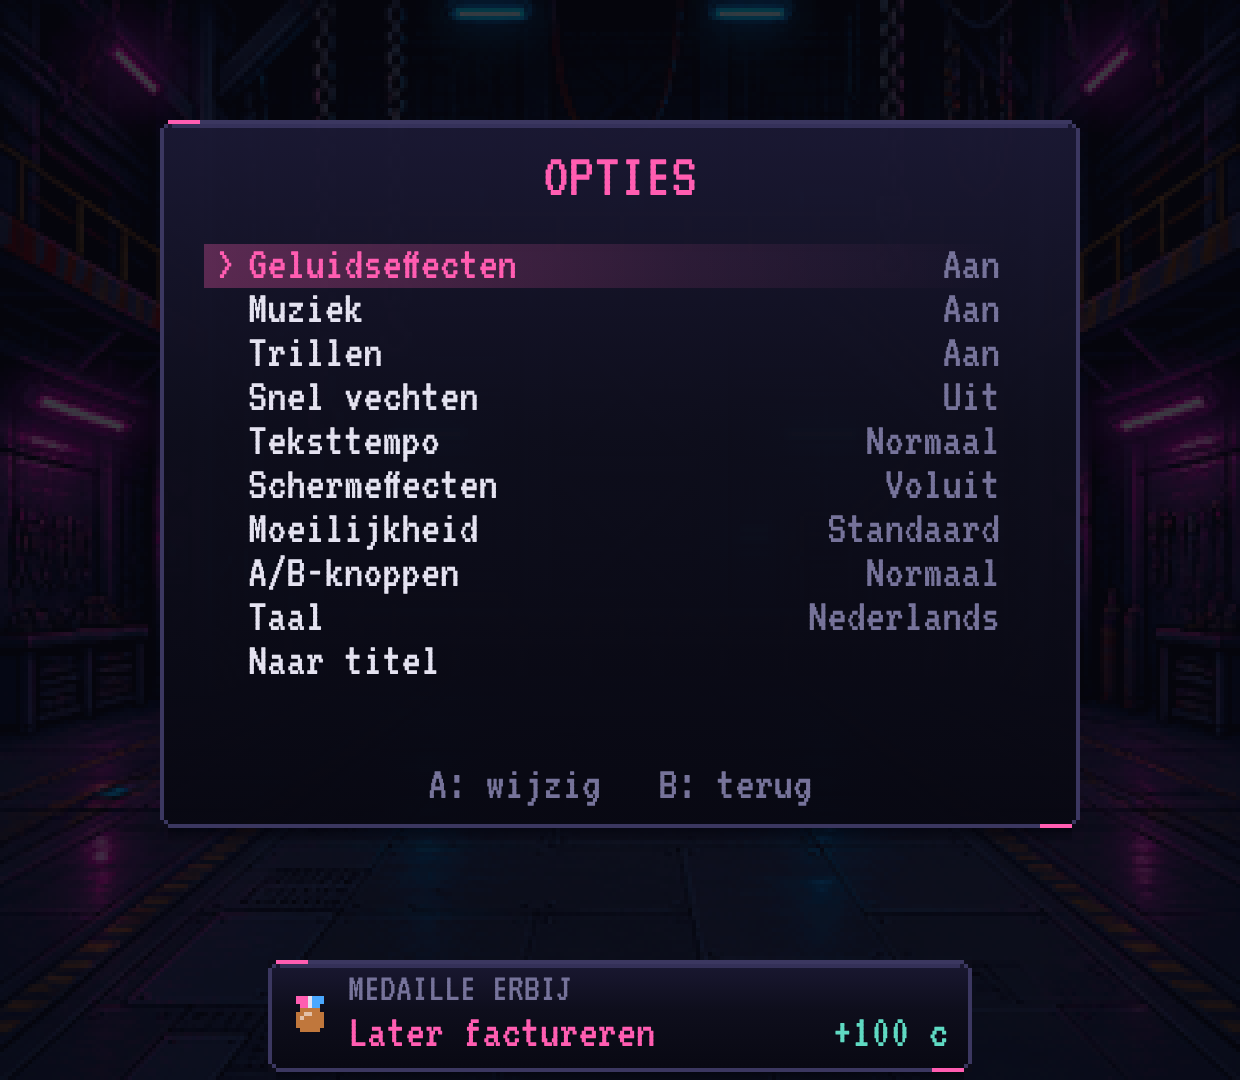 OPTIES
> Geluidseffecten Aan
Muziek Aan
Trillen Aan
Snel vechten Uit
Teksttempo Normaal
Schermeffecten Voluit
Moeilijkheid Standaard
A/B-knoppen Normaal
Taal Nederlands
Naar titel
A: wijzig B: terug
MEDAILLE ERBIJ
Later factureren +100 c